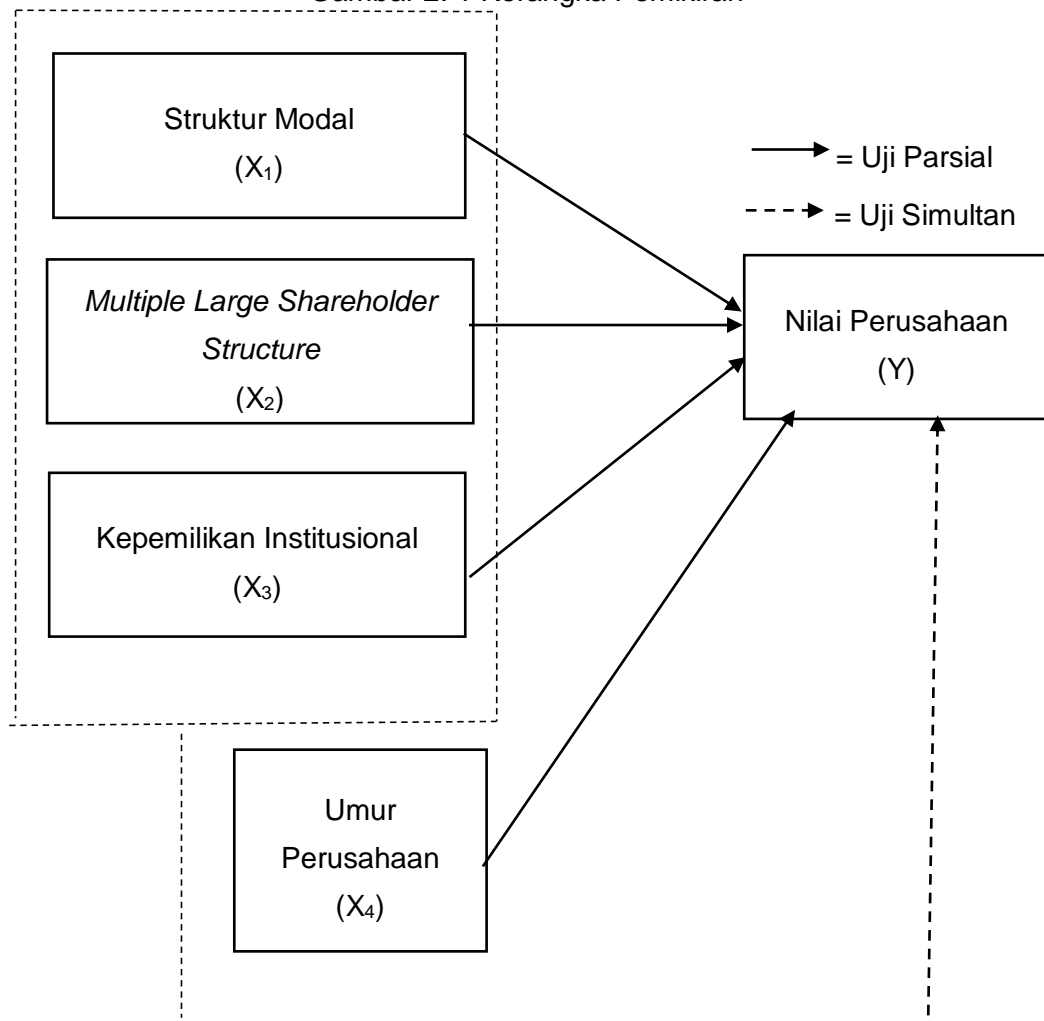 Struktur Modal
(X₁)
= Uji Parsial
= Uji Simultan
Multiple Large Shareholder
Structure
(X₂)
Nilai Perusahaan
(Y)
Kepemilikan Institusional
(X₃)
Umur
Perusahaan
(X₄)